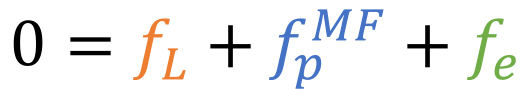 0 = f_L + f_p^{MF} + f_e